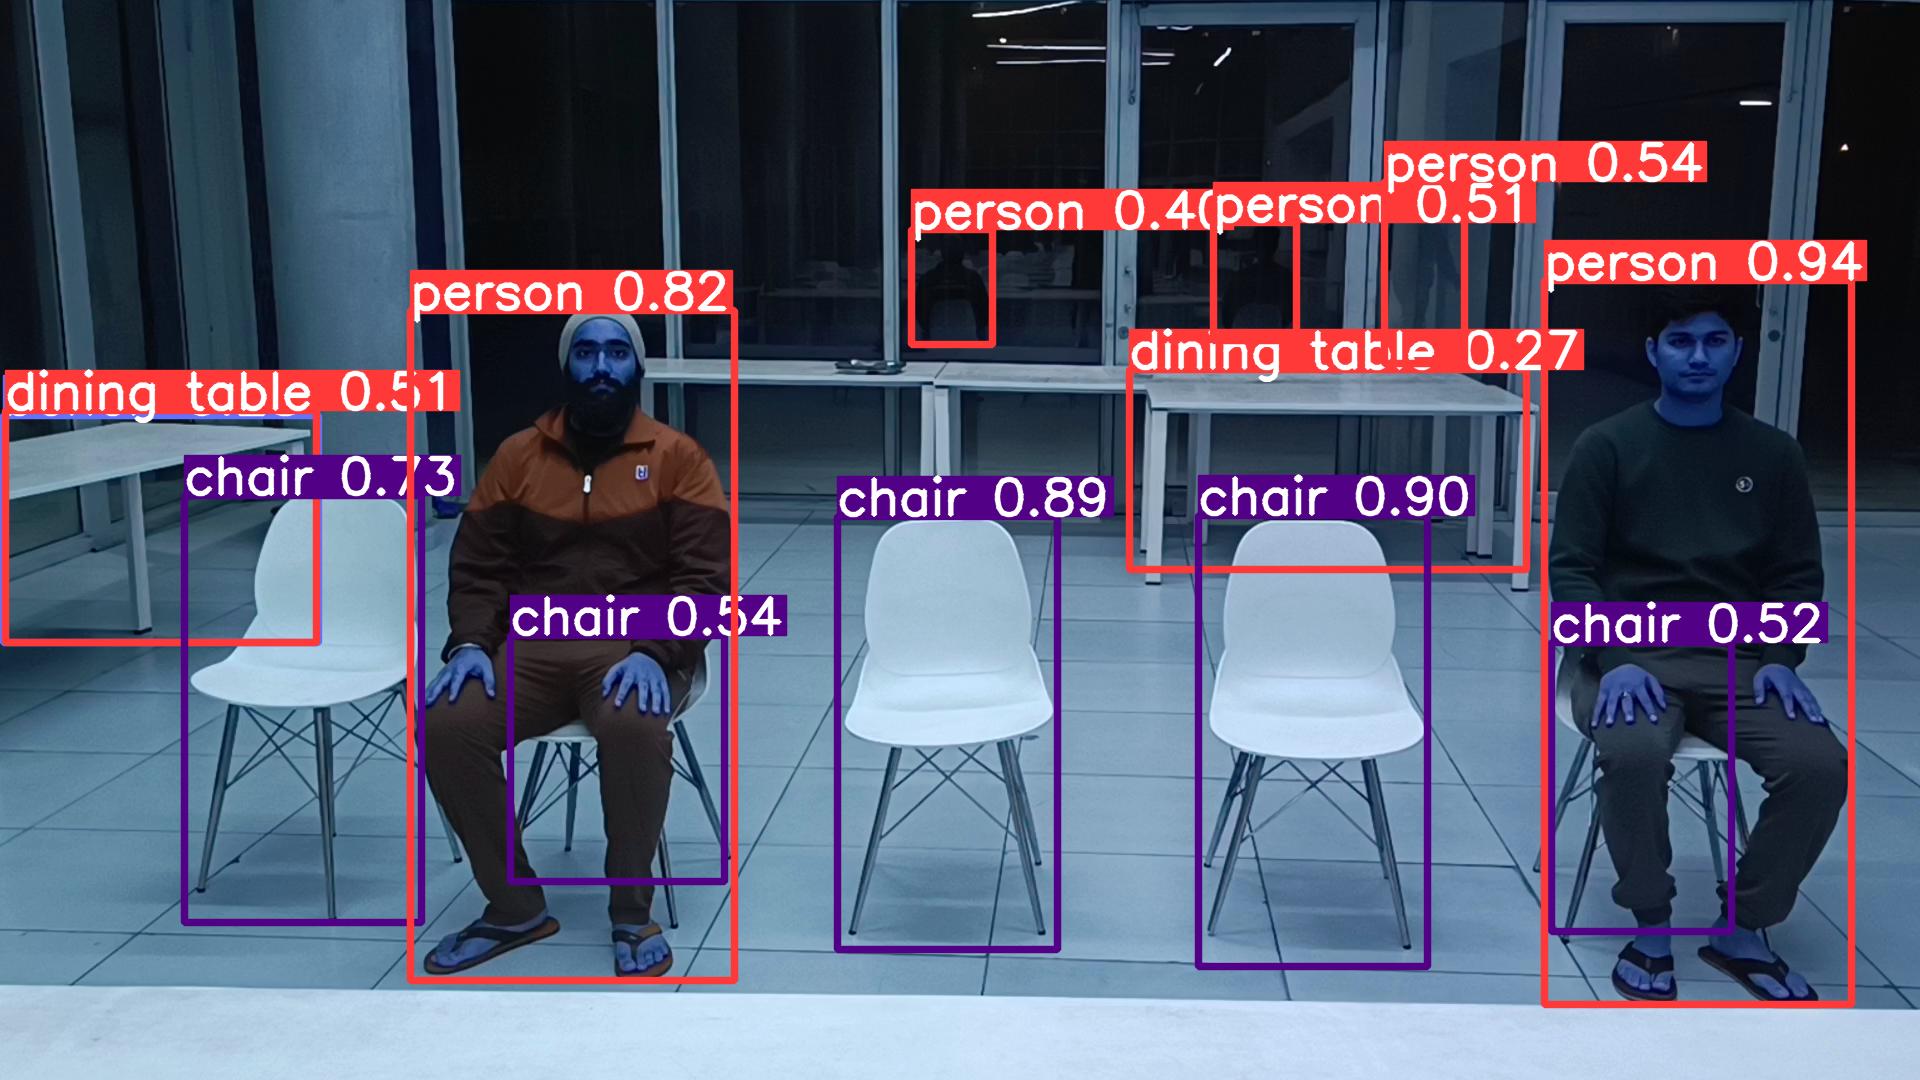 person 0.54
person 0.51
person 0.4
person 0.94
person 0.82
dining table 0.27
dining table 0.51
chair 0.73
chair 0.89
chair 0.90
chair 0.54
chair 0.52